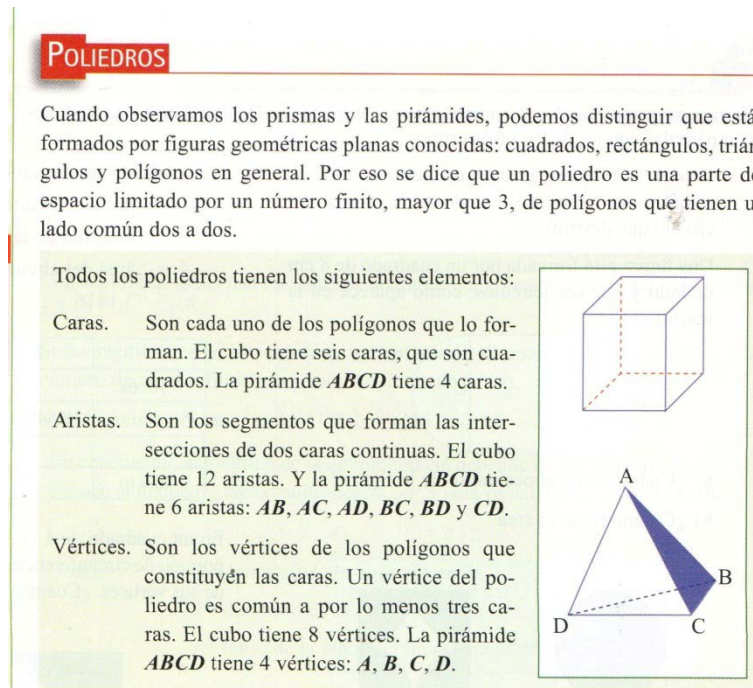 POLIEDROS
Cuando observamos los prismas y las pirámides, podemos distinguir que está
formados por figuras geométricas planas conocidas: cuadrados, rectángulos, trián
gulos y polígonos en general. Por eso se dice que un poliedro es una parte de
espacio limitado por un número finito, mayor que 3, de polígonos que tienen u
lado común dos a dos.
Todos los poliedros tienen los siguientes elementos:
Caras. Son cada uno de los polígonos que lo for-
man. El cubo tiene seis caras, que son cua-
drados. La pirámide ABCD tiene 4 caras.
Aristas. Son los segmentos que forman las inter-
secciones de dos caras continuas. El cubo
tiene 12 aristas. Y la pirámide ABCD tie-
ne 6 aristas: AB, AC, AD, BC, BD y CD.
Vértices. Son los vértices de los polígonos que
constituyen las caras. Un vértice del po-
liedro es común a por lo menos tres ca-
ras. El cubo tiene 8 vértices. La pirámide
ABCD tiene 4 vértices: A, B, C, D.
A
B
D
C